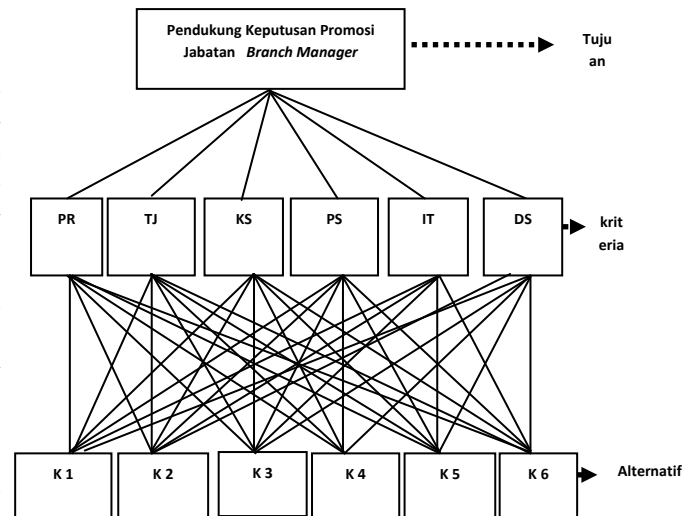 Pendukung Keputusan Promosi
Jabatan Branch Manager
Tuju
an
PR TJ KS PS IT DS
krit
eria
K 1 K 2 K 3 K 4 K 5 K 6
Alternatif